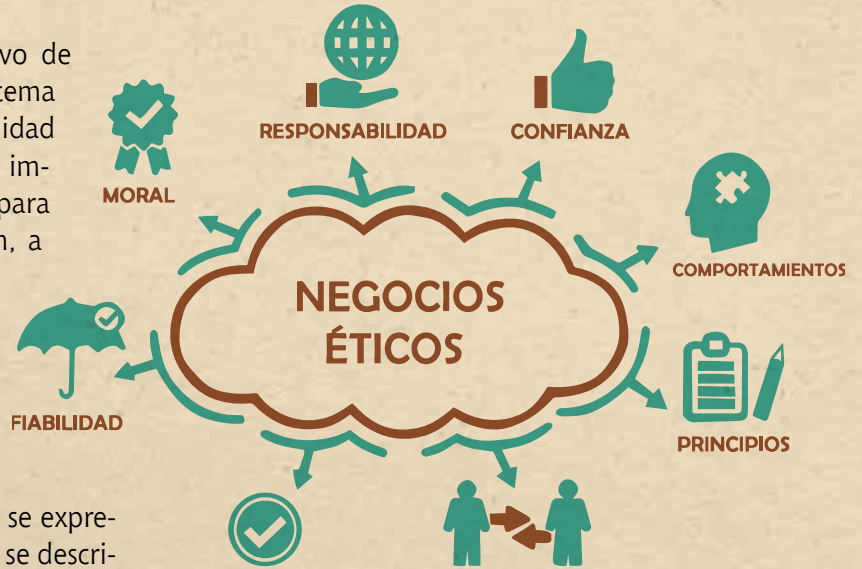 vo de
tema
idad
im-
para
, a
RESPONSABILIDAD
CONFIANZA
MORAL
COMPORTAMIENTOS
NEGOCIOS
ÉTICOS
FIABILIDAD
PRINCIPIOS
se expre-
se descri-